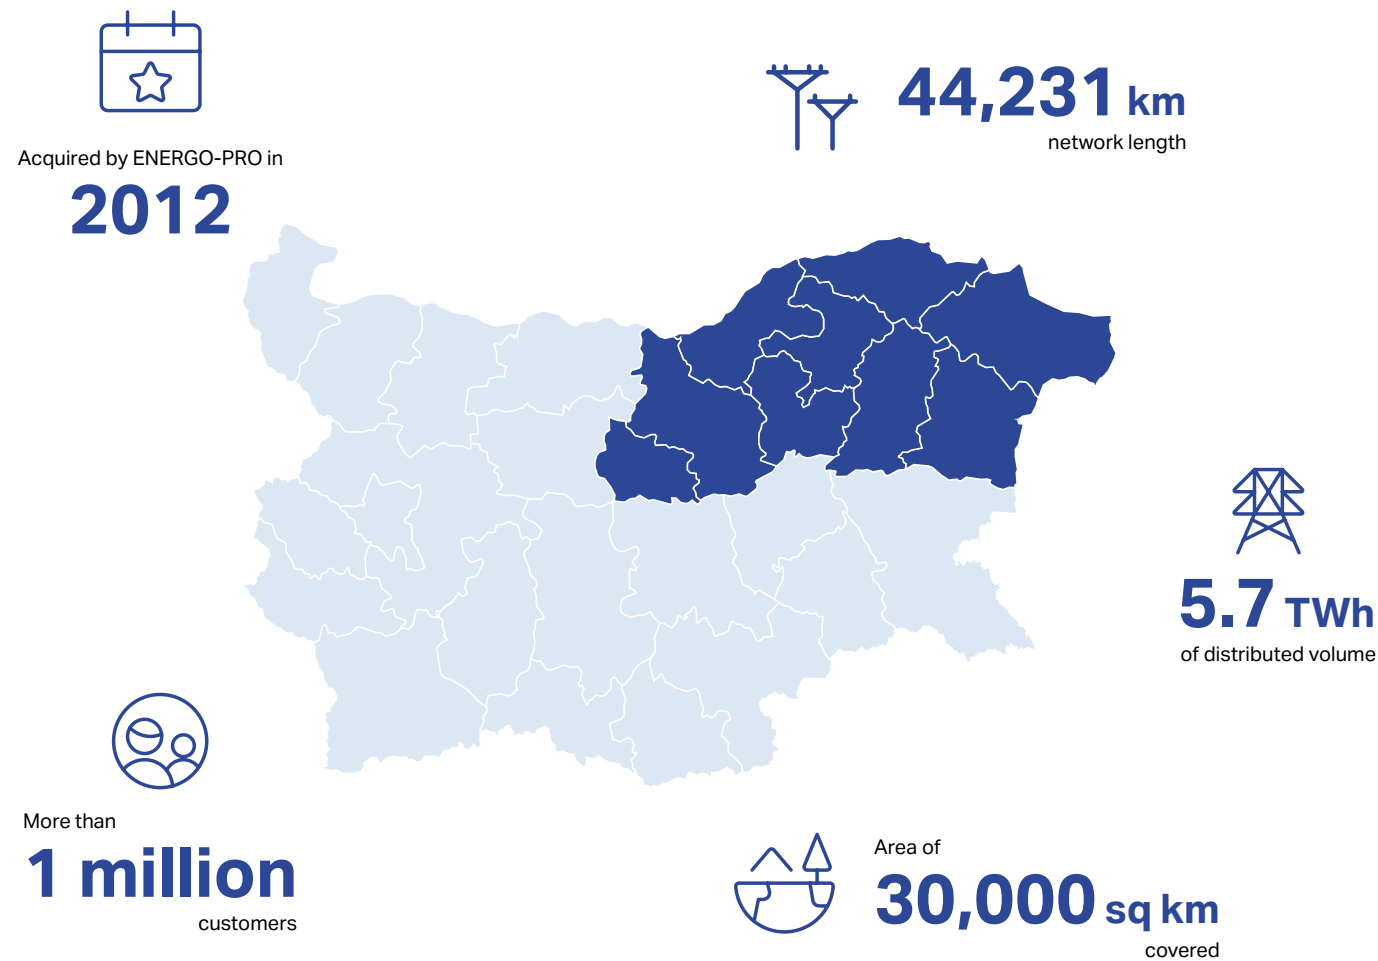 Acquired by ENERGO-PRO in
2012
44,231 km
network length
5.7 TWh
of distributed volume
More than
1 million
customers
Area of
30,000 sq km
covered